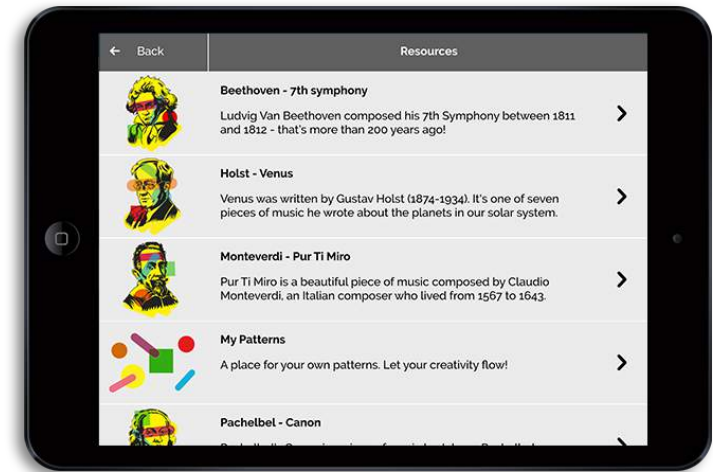 ← Back
Resources
Beethoven - 7th symphony
Ludvig Van Beethoven composed his 7th Symphony between 1811
and 1812 - that's more than 200 years ago!
Holst - Venus
Venus was written by Gustav Holst (1874-1934). It's one of seven
pieces of music he wrote about the planets in our solar system.
Monteverdi - Pur Ti Miro
Pur Ti Miro is a beautiful piece of music composed by Claudio
Monteverdi, an Italian composer who lived from 1567 to 1643.
My Patterns
A place for your own patterns. Let your creativity flow!
Pachelbel - Canon